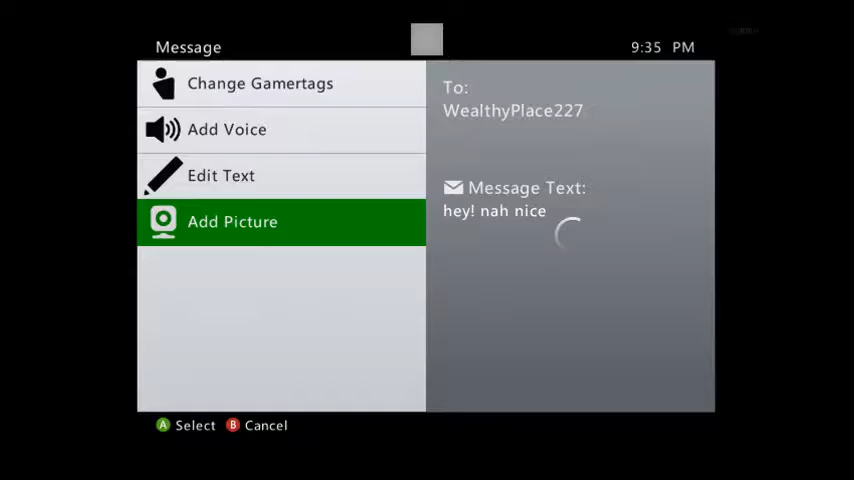 Message
9:35 PM
Change Gamertags
Add Voice
Edit Text
Add Picture
To:
WealthyPlace227
Message Text:
hey! nah nice
A Select B Cancel